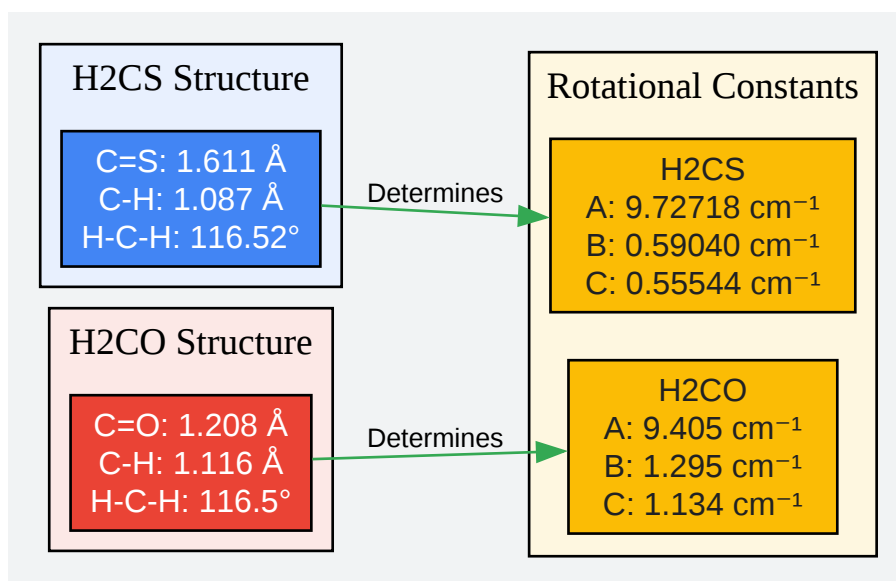 H2CS Structure
C=S: 1.611 Å
C-H: 1.087 Å
H-C-H: 116.52°
Determines
Rotational Constants
H2CS
A: 9.72718 cm⁻¹
B: 0.59040 cm⁻¹
C: 0.55544 cm⁻¹
H2CO Structure
C=O: 1.208 Å
C-H: 1.116 Å
H-C-H: 116.5°
Determines
H2CO
A: 9.405 cm⁻¹
B: 1.295 cm⁻¹
C: 1.134 cm⁻¹